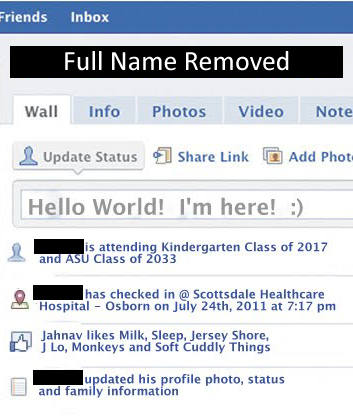 Friends Inbox
Full Name Removed
Wall Info Photos Video Note
Update Status Share Link Add Phot
Hello World! I'm here! :)
is attending Kindergarten Class of 2017
and ASU Class of 2033
has checked in @ Scottsdale Healthcare
Hospital - Osborn on July 24th, 2011 at 7:17 pm
Jahnav likes Milk, Sleep, Jersey Shore,
J Lo, Monkeys and Soft Cuddly Things
updated his profile photo, status
and family information